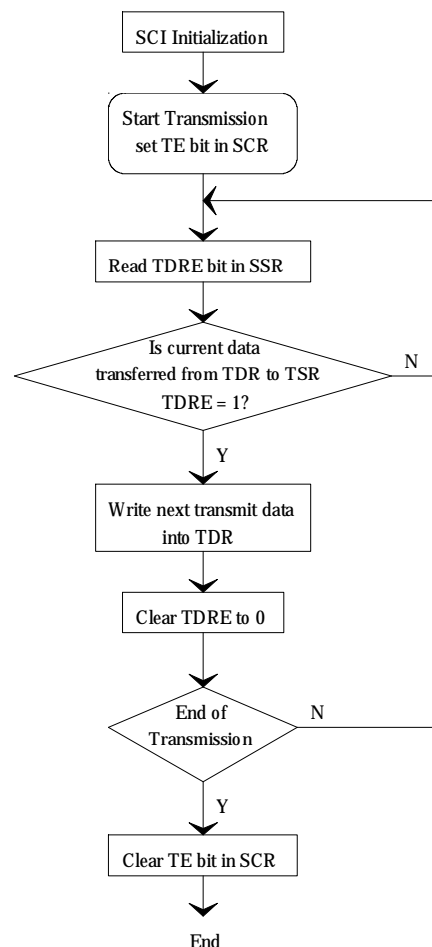 SCI Initialization
Start Transmission
set TE bit in SCR
Read TDRE bit in SSR
Is current data
transferred from TDR to TSR
TDRE = 1?
N
Y
Write next transmit data
into TDR
Clear TDRE to 0
End of
Transmission
N
Y
Clear TE bit in SCR
End